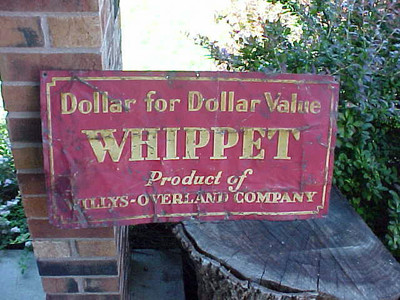 Dollar for Dollar Value
WHIPPET
Product of
WILLYS-OVERLAND COMPANY